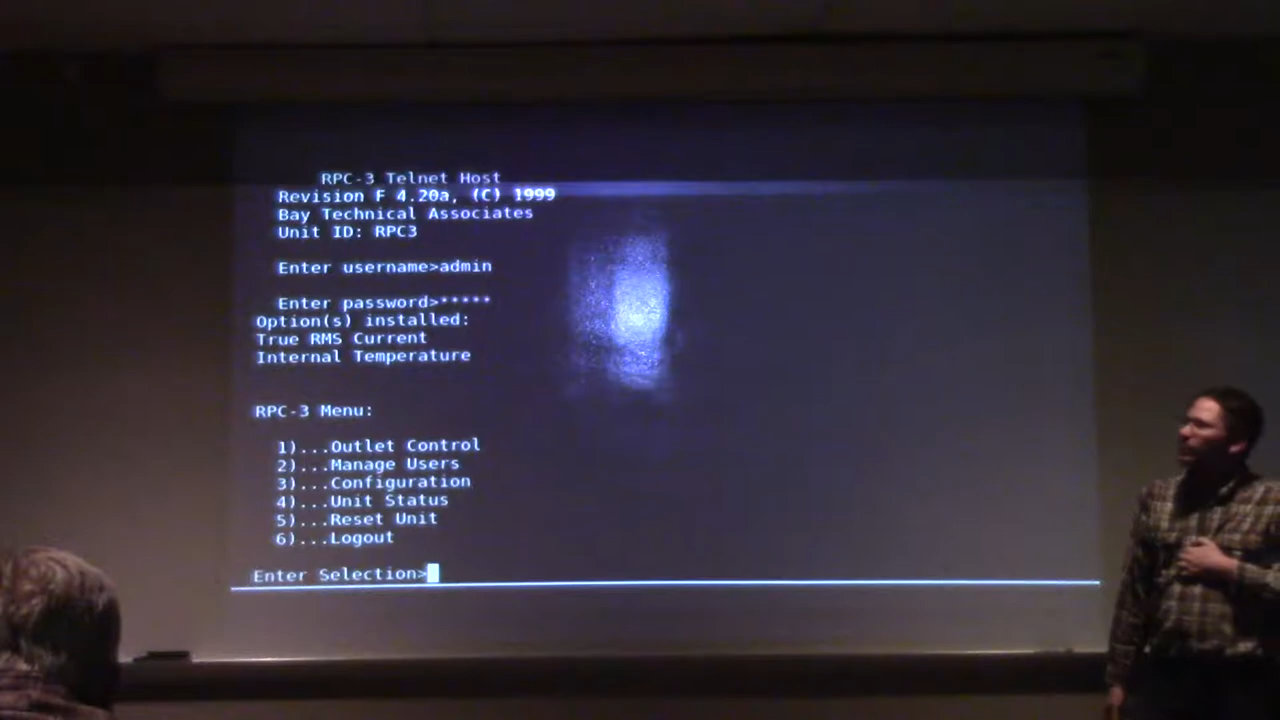 RPC-3 Telnet Host
Revision F 4.20a, (C) 1999
Bay Technical Associates
Unit ID: RPC3
Enter username>admin
Enter password>*****
Option(s) installed:
True RMS Current
Internal Temperature
RPC-3 Menu:
1)...Outlet Control
2)...Manage Users
3)...Configuration
4)...Unit Status
5)...Reset Unit
6)...Logout
Enter Selection>